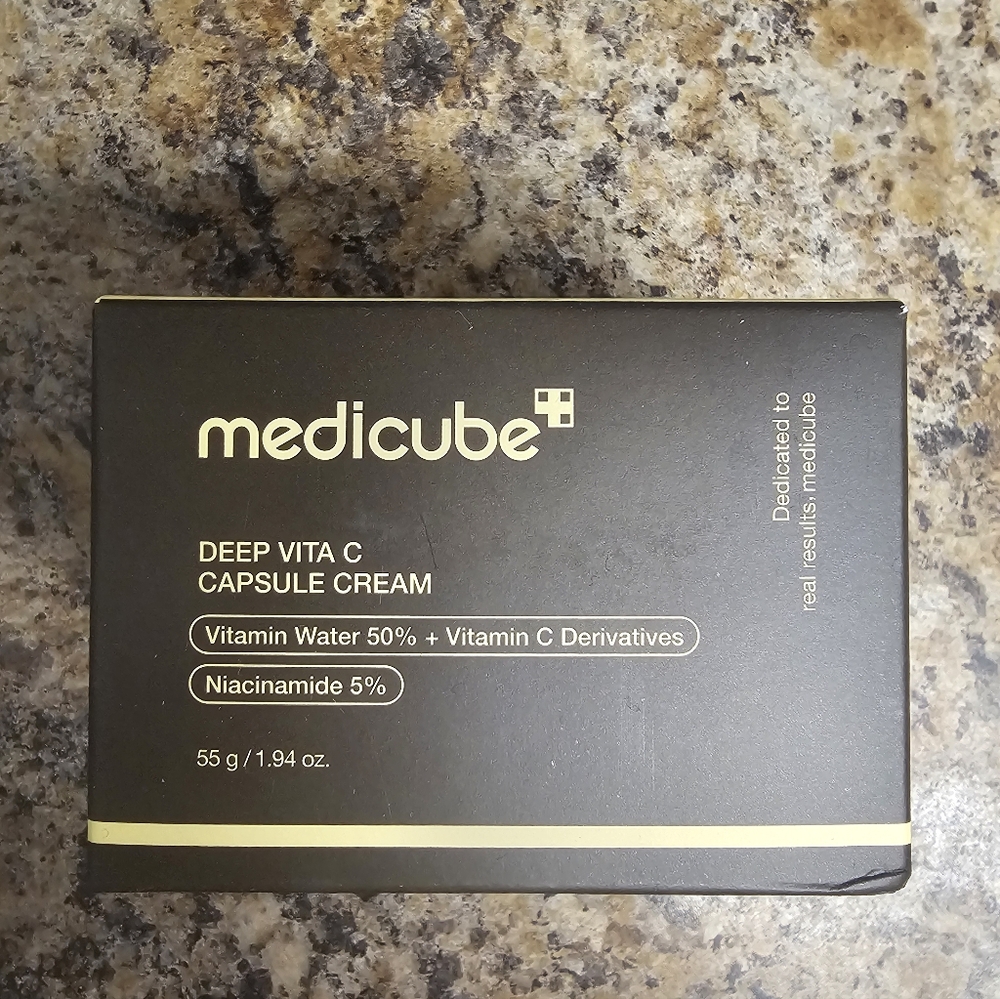 medicube
DEEP VITA C
CAPSULE CREAM
Vitamin Water 50% + Vitamin C Derivatives
Niacinamide 5%
55 g / 1.94 oz.
Dedicated to
real results, medicube